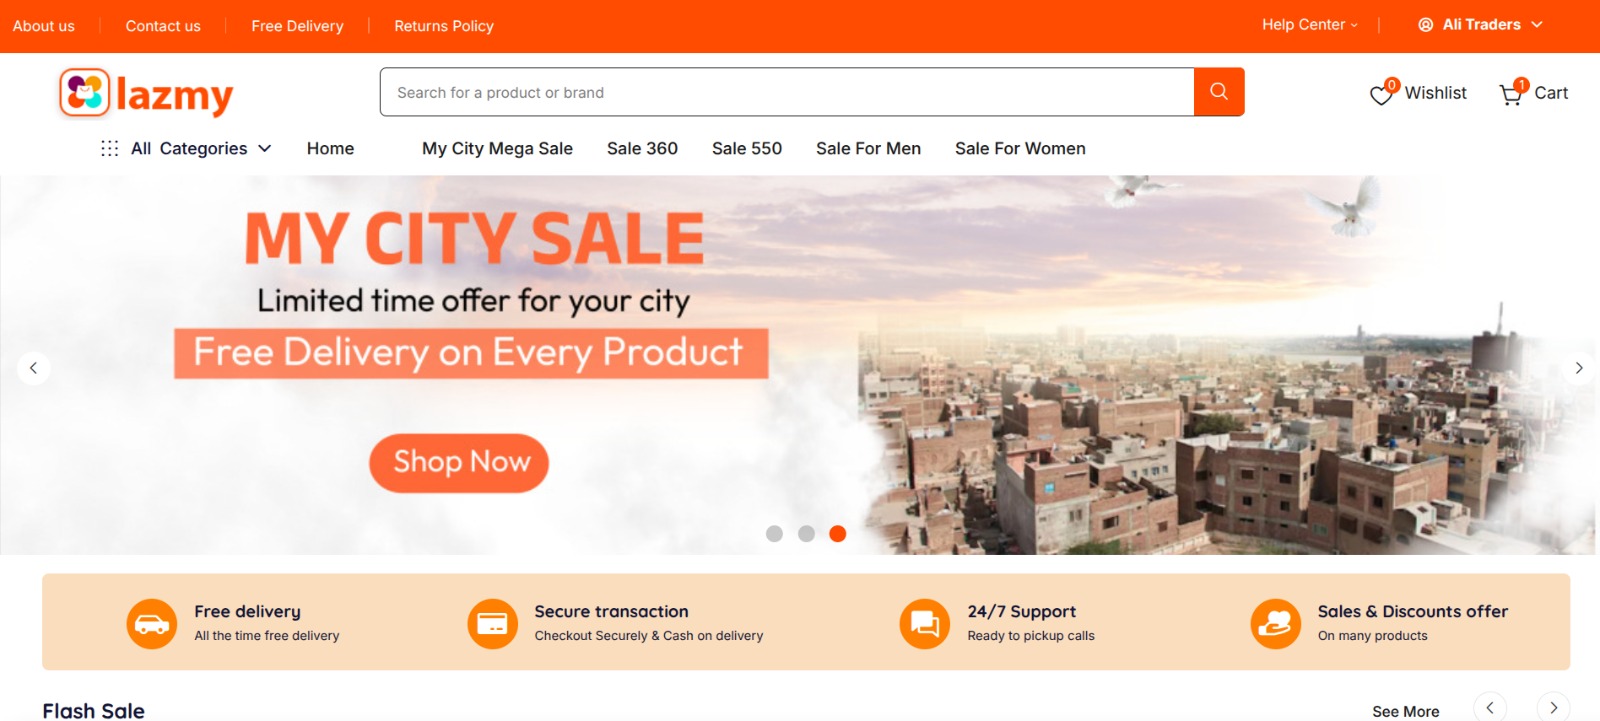 About us
Contact us
Free Delivery
Returns Policy
Help Center
Ali Traders
lazmy
Search for a product or brand
0
Wishlist
1
Cart
All Categories
Home
My City Mega Sale
Sale 360
Sale 550
Sale For Men
Sale For Women
MY CITY SALE
Limited time offer for your city
Free Delivery on Every Product
Shop Now
Free delivery
All the time free delivery
Secure transaction
Checkout Securely & Cash on delivery
24/7 Support
Ready to pickup calls
Sales & Discounts offer
On many products
Flash Sale
See More